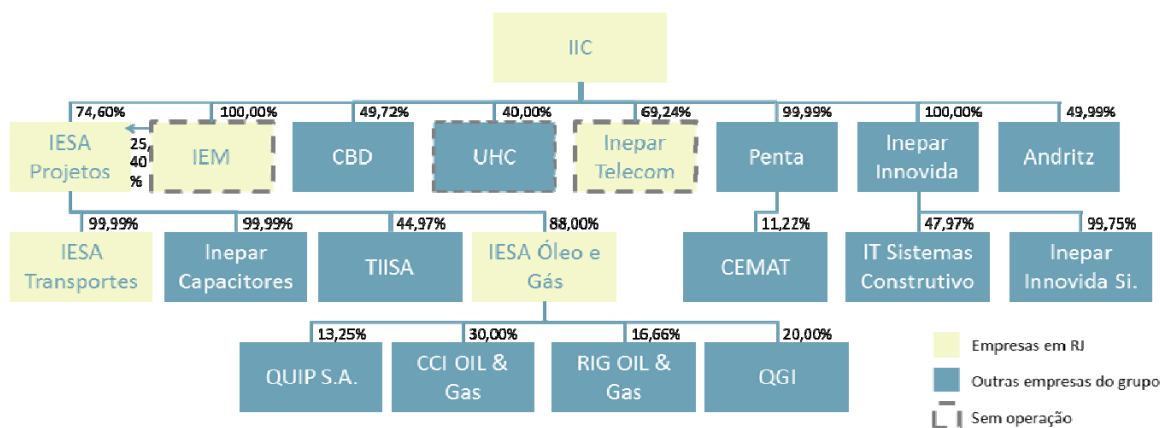 IIC
74,60%
100,00%
49,72%
40,00%
69,24%
99,99%
100,00%
49,99%
IESA
Projetos
25,
40
%
IEM
CBD
UHC
Inepar
Telecom
Penta
Inepar
Innovida
Andritz
99,99%
99,99%
44,97%
88,00%
11,27%
47,97%
99,75%
IESA
Transportes
Inepar
Capacitores
TIISA
IESA Óleo e
Gás
CEMAT
IT Sistemas
Construtivo
Inepar
Innovida Si.
13,25%
30,00%
16,66%
20,00%
QUIP S.A.
CCI OIL &
Gas
RIG OIL &
Gas
QGI
Empresas em RJ
Outras empresas do grupo
Sem operação